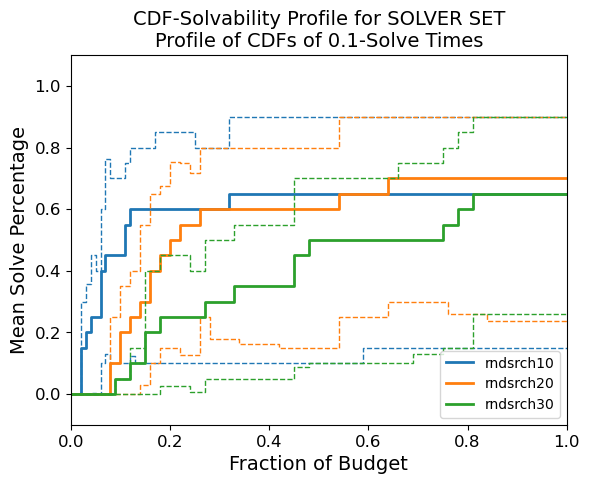 CDF-Solvability Profile for SOLVER SET
Profile of CDFs of 0.1-Solve Times
Mean Solve Percentage
1.0
0.8
0.6
0.4
0.2
0.0
rndsrch10
rndsrch20
rndsrch30
0.0 0.2 0.4 0.6 0.8 1.0
Fraction of Budget